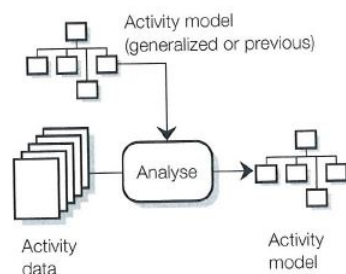 Activity model
(generalized or previous)
Analyse
Activity
data
Activity
model